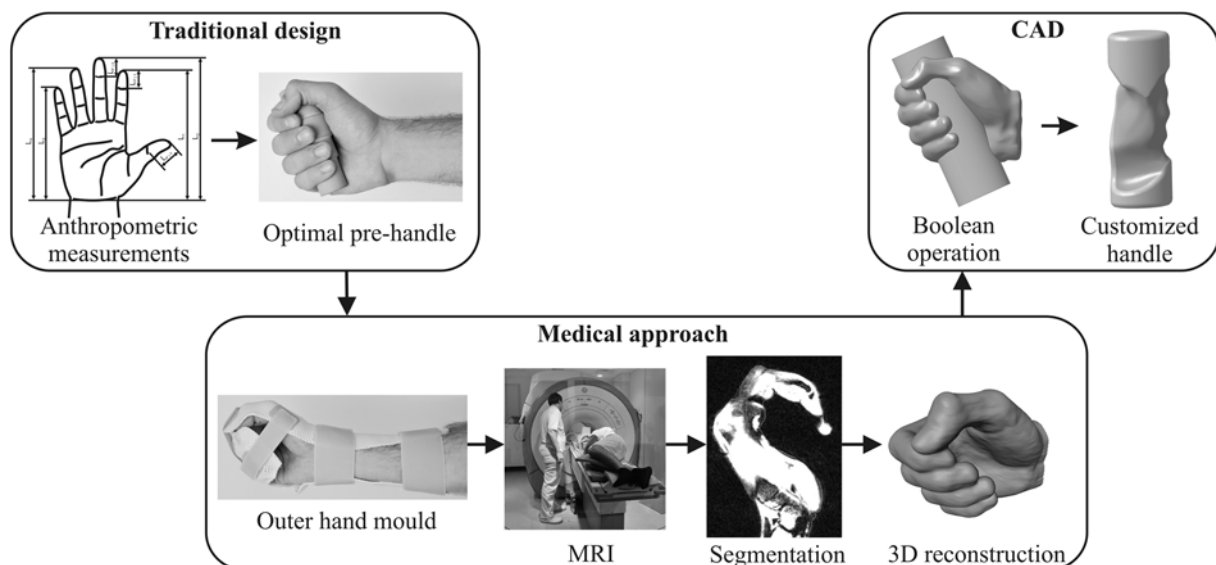 Traditional design
Anthropometric
measurements
Optimal pre-handle
CAD
Boolean
operation
Customized
handle
Medical approach
Outer hand mould
MRI
Segmentation
3D reconstruction